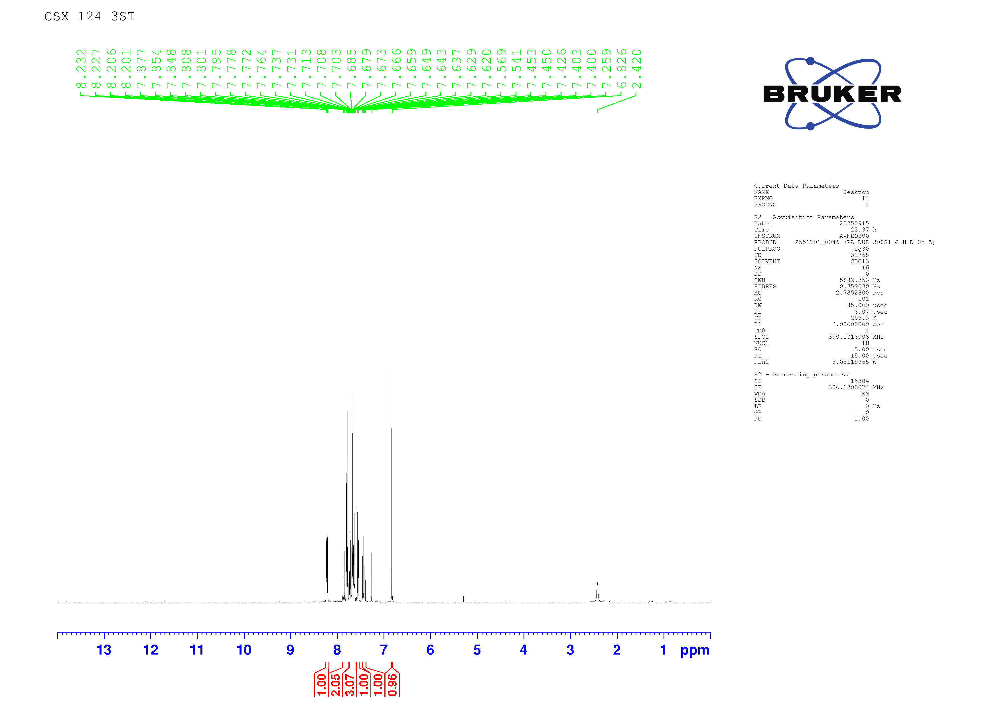 CSX 124 3ST
8.232
8.227
8.206
8.201
7.877
7.854
7.848
7.808
7.801
7.795
7.778
7.772
7.764
7.737
7.731
7.713
7.708
7.703
7.685
7.679
7.673
7.666
7.659
7.649
7.643
7.637
7.629
7.620
7.569
7.541
7.453
7.450
7.426
7.403
7.400
7.259
6.826
2.420
BRUKER
Current Data Parameters
NAME Desktop
EXPNO 14
PROCNO 1
F2 - Acquisition Parameters
Date_ 20250915
Time 23.37 h
INSTRUM AVNEO300
PROBHD Z551701_0046 (PA DUL 300S1 C-H-D-05 Z)
PULPROG zg30
TD 32768
SOLVENT CDCl3
NS 16
DS 0
SWH 5882.353 Hz
FIDRES 0.359030 Hz
AQ 2.7852800 sec
RG 101
DW 85.000 usec
DE 8.07 usec
TE 296.3 K
D1 2.00000000 sec
TD0 1
SFO1 300.1318008 MHz
NUC1 1H
P0 5.00 usec
P1 15.00 usec
PLW1 9.08119965 W
F2 - Processing parameters
SI 16384
SF 300.1300074 MHz
WDW EM
SSB 0
LB 0 Hz
GB 0
PC 1.00
13 12 11 10 9 8 7 6 5 4 3 2 1 ppm
1.00
2.05
3.07
1.00
1.00
0.96